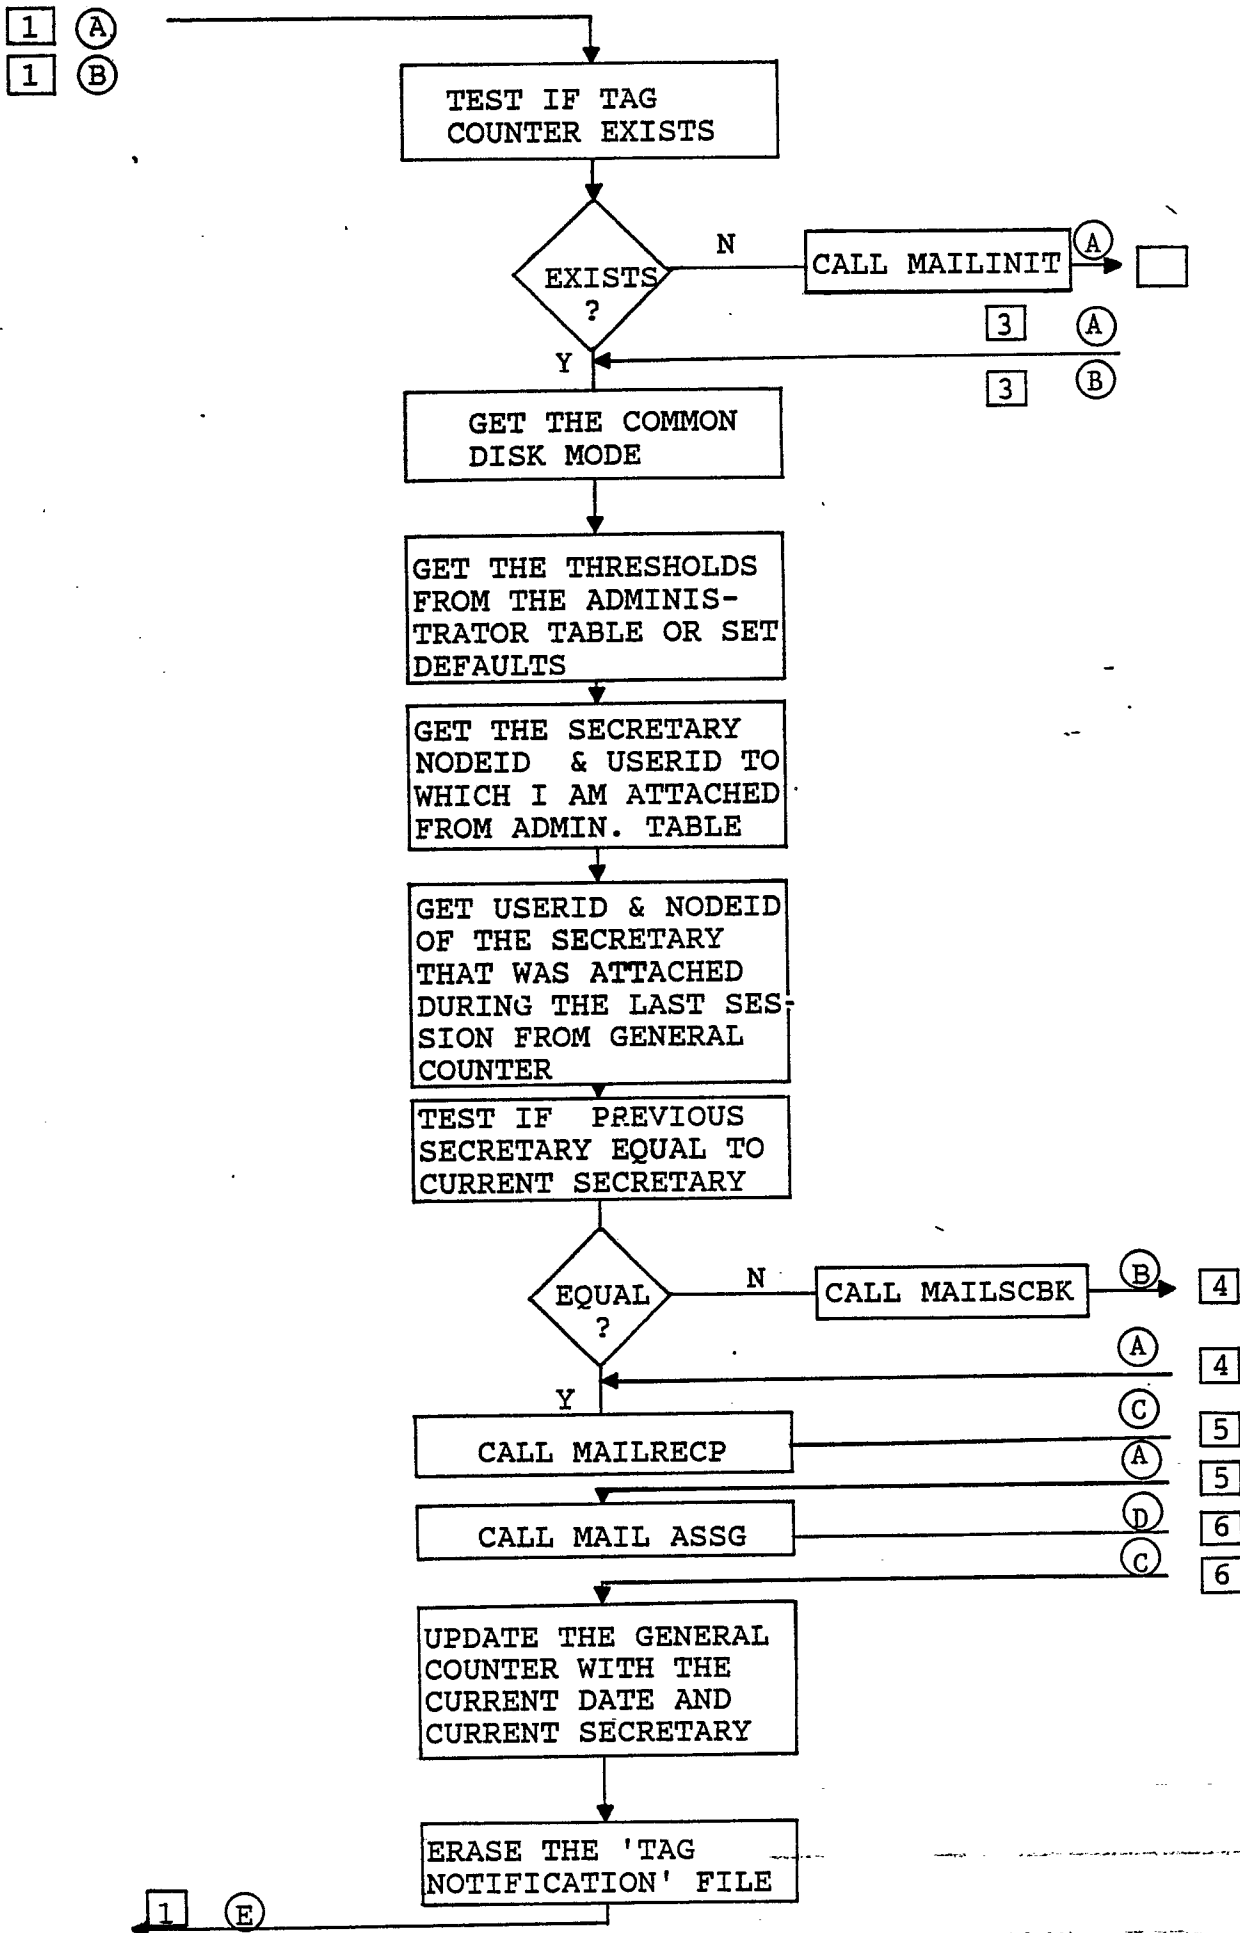 1 A
1 B
TEST IF TAG
COUNTER EXISTS
EXISTS
?
N
CALL MAILINIT
A
3 A
Y
3 B
GET THE COMMON
DISK MODE
GET THE THRESHOLDS
FROM THE ADMINIS-
TRATOR TABLE OR SET
DEFAULTS
GET THE SECRETARY
NODEID & USERID TO
WHICH I AM ATTACHED
FROM ADMIN. TABLE
GET USERID & NODEID
OF THE SECRETARY
THAT WAS ATTACHED
DURING THE LAST SES-
SION FROM GENERAL
COUNTER
TEST IF PREVIOUS
SECRETARY EQUAL TO
CURRENT SECRETARY
EQUAL
?
N
CALL MAILSCBK
B 4
A 4
Y
C 5
CALL MAILRECP
A 5
D 6
CALL MAIL ASSG
C 6
UPDATE THE GENERAL
COUNTER WITH THE
CURRENT DATE AND
CURRENT SECRETARY
ERASE THE 'TAG
NOTIFICATION' FILE
1 E